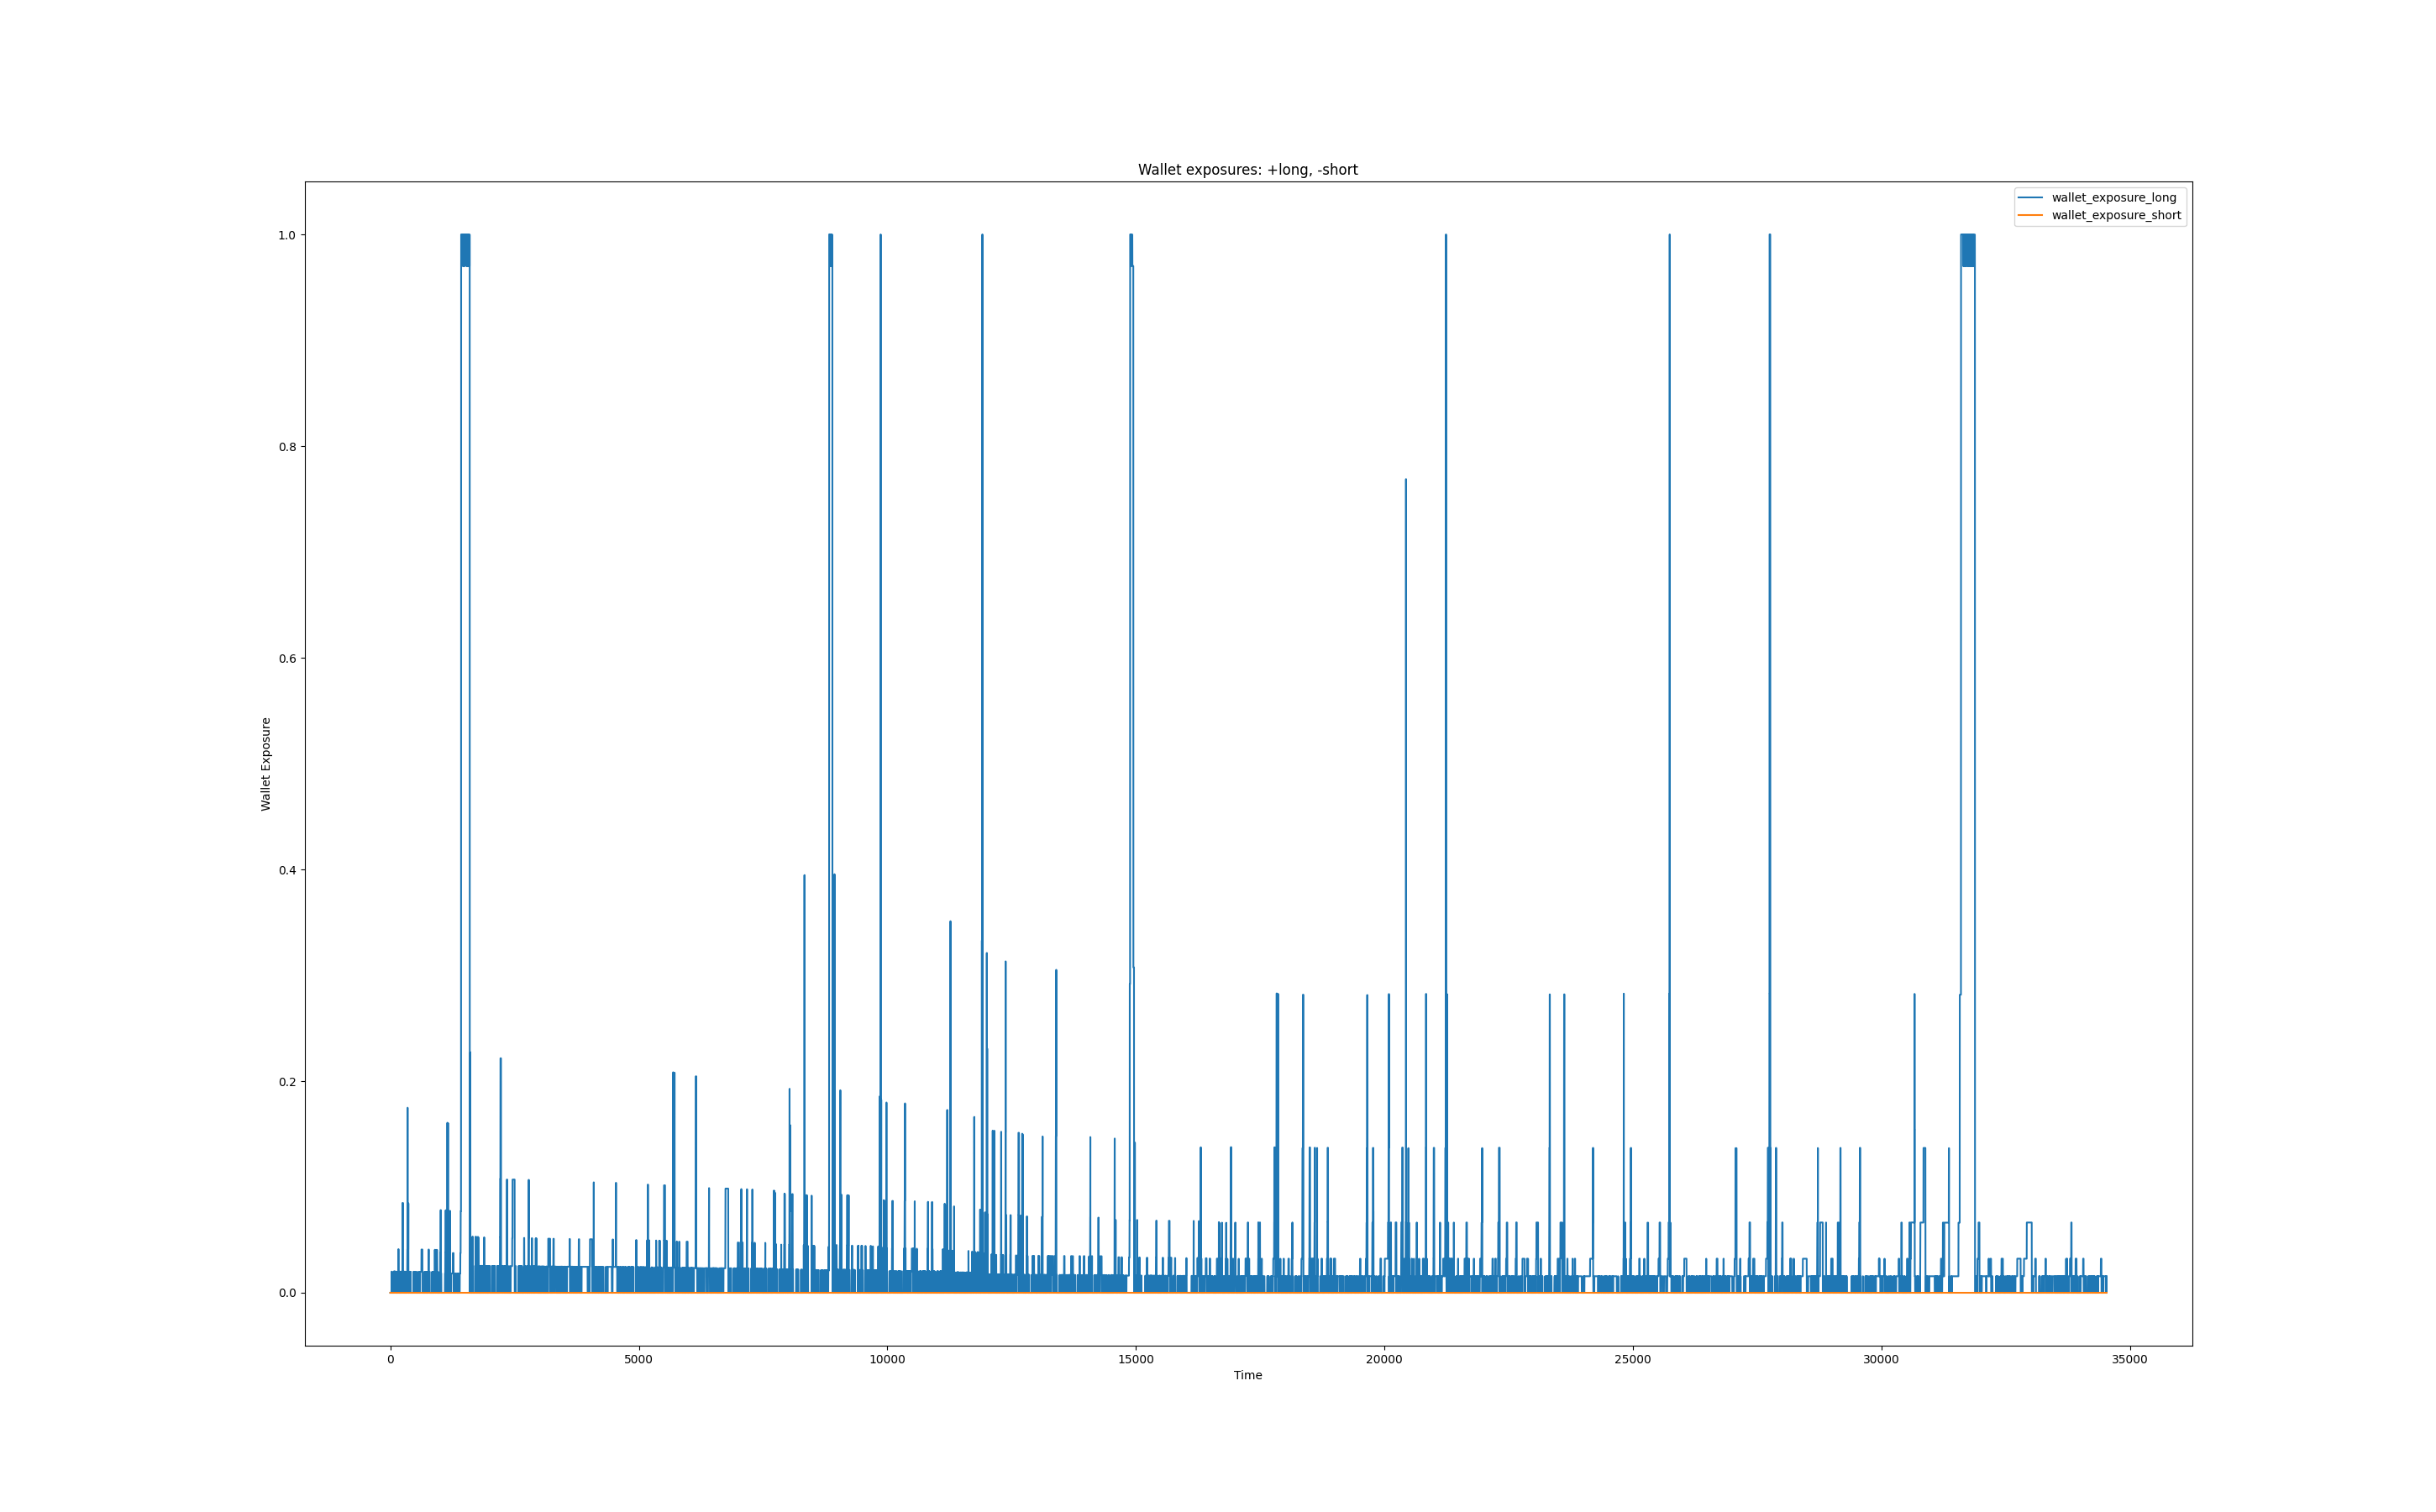 Wallet exposures: +long, -short
wallet_exposure_long
wallet_exposure_short
1.0
0.8
0.6
0.4
0.2
0.0
Wallet Exposure
0 5000 10000 15000 20000 25000 30000 35000
Time